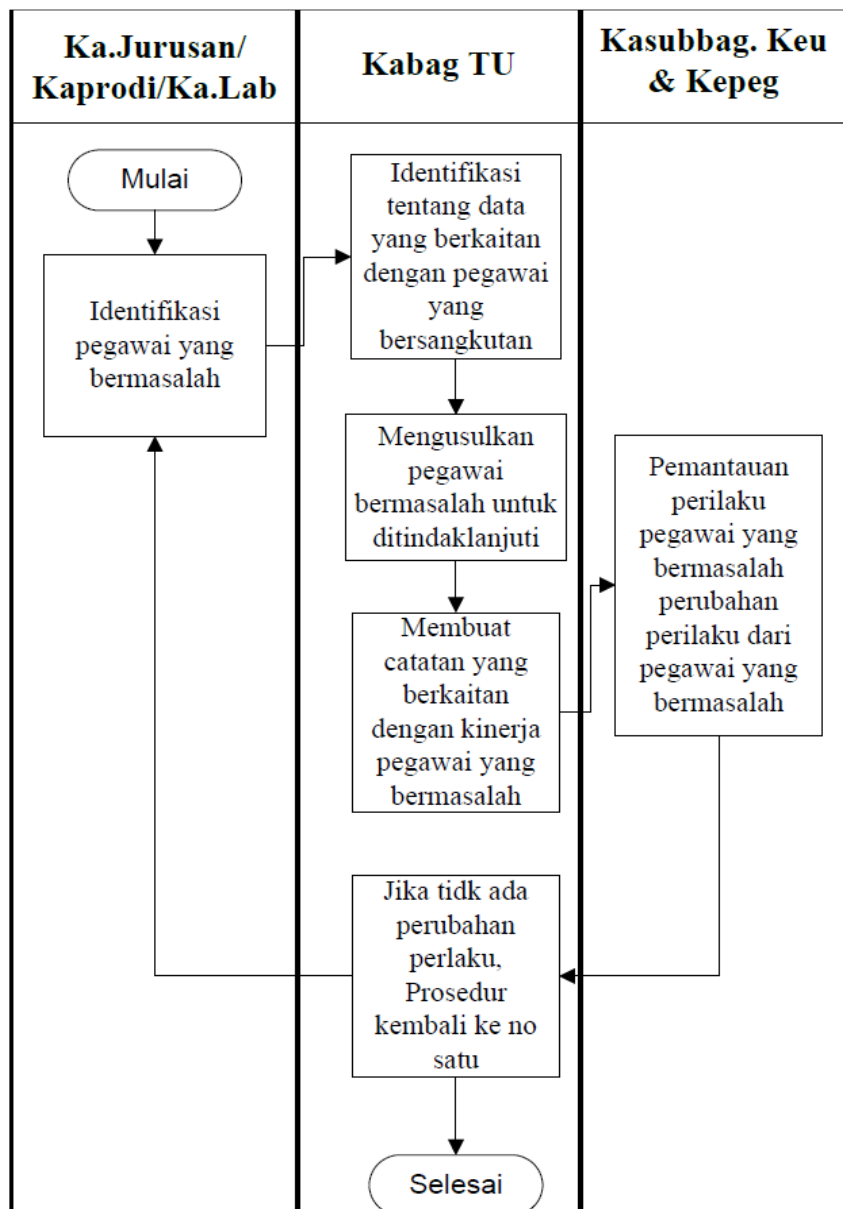 Ka.Jurusan/
Kaprodi/Ka.Lab
Kabag TU
Kasubbag. Keu
& Kepeg
Mulai
Identifikasi
pegawai yang
bermasalah
Identifikasi
tentang data
yang berkaitan
dengan pegawai
yang
bersangkutan
Mengusulkan
pegawai
bermasalah untuk
ditindaklanjuti
Membuat
catatan yang
berkaitan
dengan kinerja
pegawai yang
bermasalah
Pemantauan
perilaku
pegawai yang
bermasalah
perubahan
perilaku dari
pegawai yang
bermasalah
Jika tidk ada
perubahan
perlaku,
Prosedur
kembali ke no
satu
Selesai